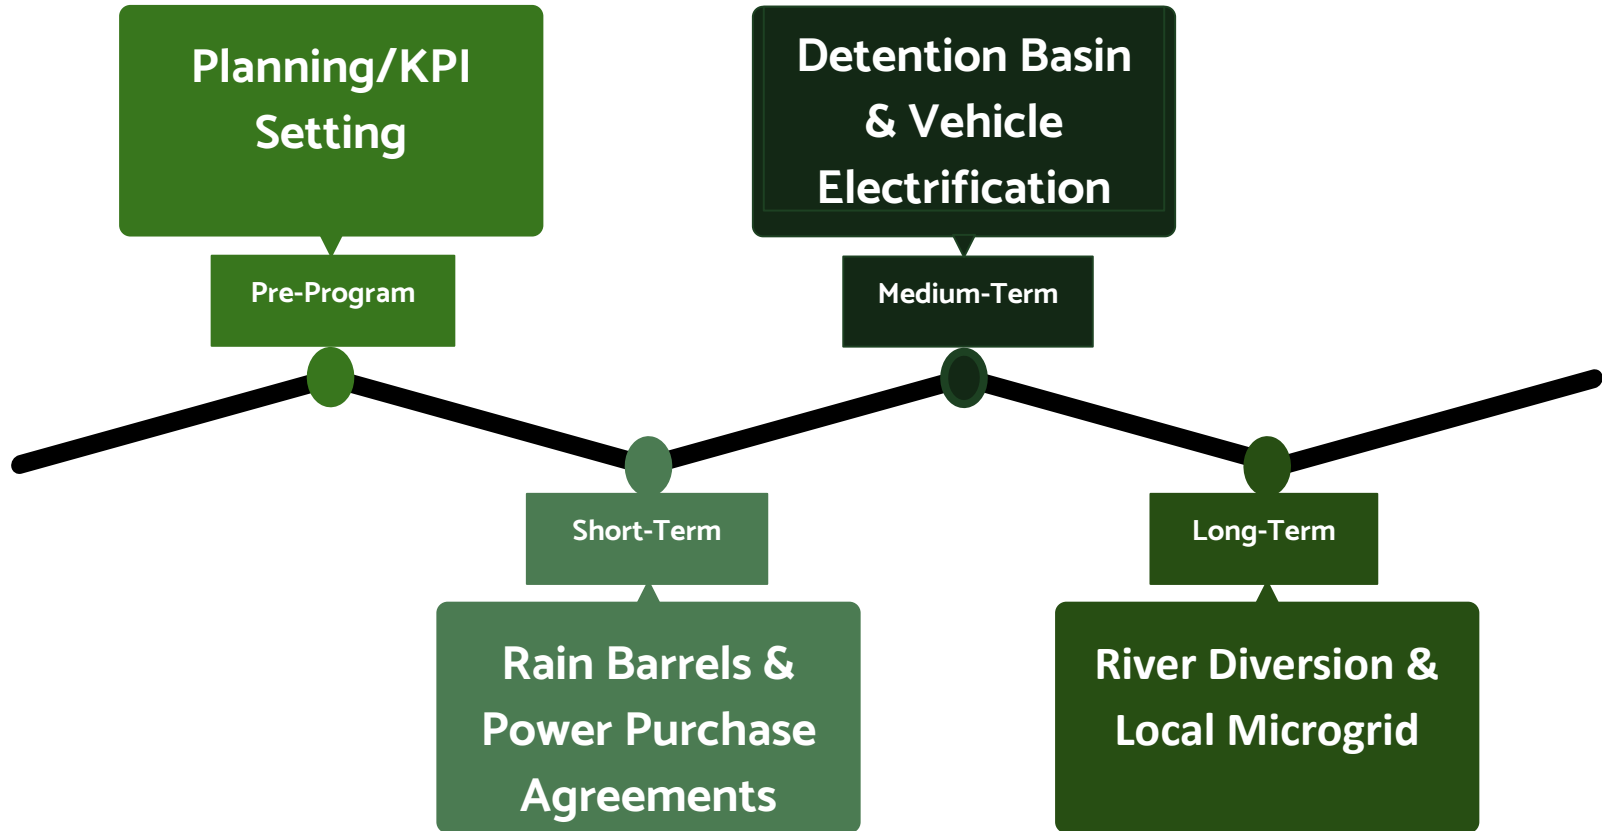 Planning/KPI
Setting
Pre-Program
Rain Barrels &
Power Purchase
Agreements
Short-Term
Detention Basin
& Vehicle
Electrification
Medium-Term
River Diversion &
Local Microgrid
Long-Term